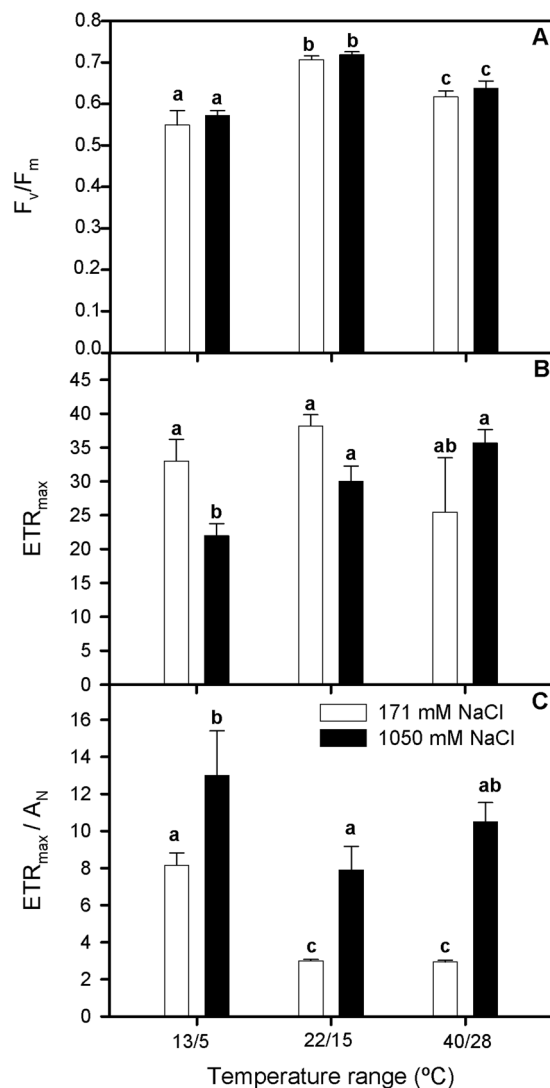 A
0.8
0.7
0.6
0.5
0.4
0.3
0.2
0.1
0.0
Fv/Fm
a a b b c c
B
45
40
35
30
25
20
15
10
5
0
ETRmax
a b a a ab a
C
171 mM NaCl
1050 mM NaCl
16
14
12
10
8
6
4
2
0
ETRmax / AN
a b c a c ab
13/5 22/15 40/28
Temperature range (ºC)